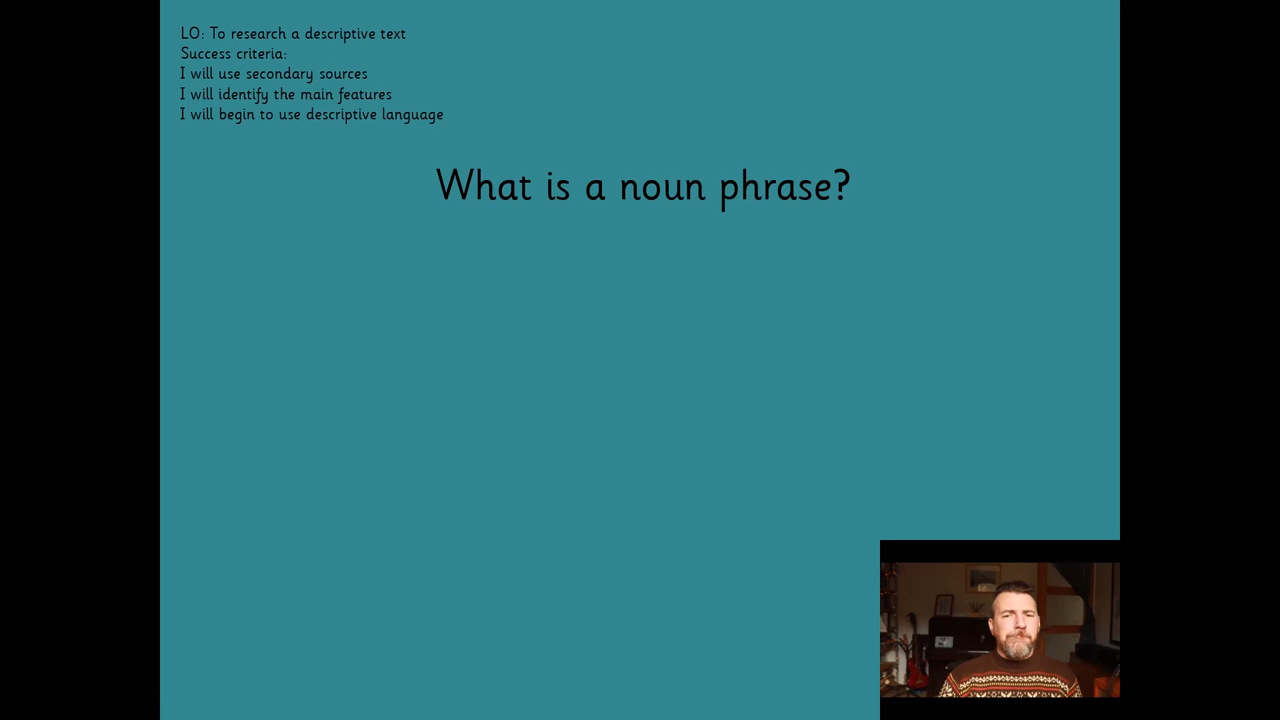 LO: To research a descriptive text
Success criteria:
I will use secondary sources
I will identify the main features
I will begin to use descriptive language
What is a noun phrase?